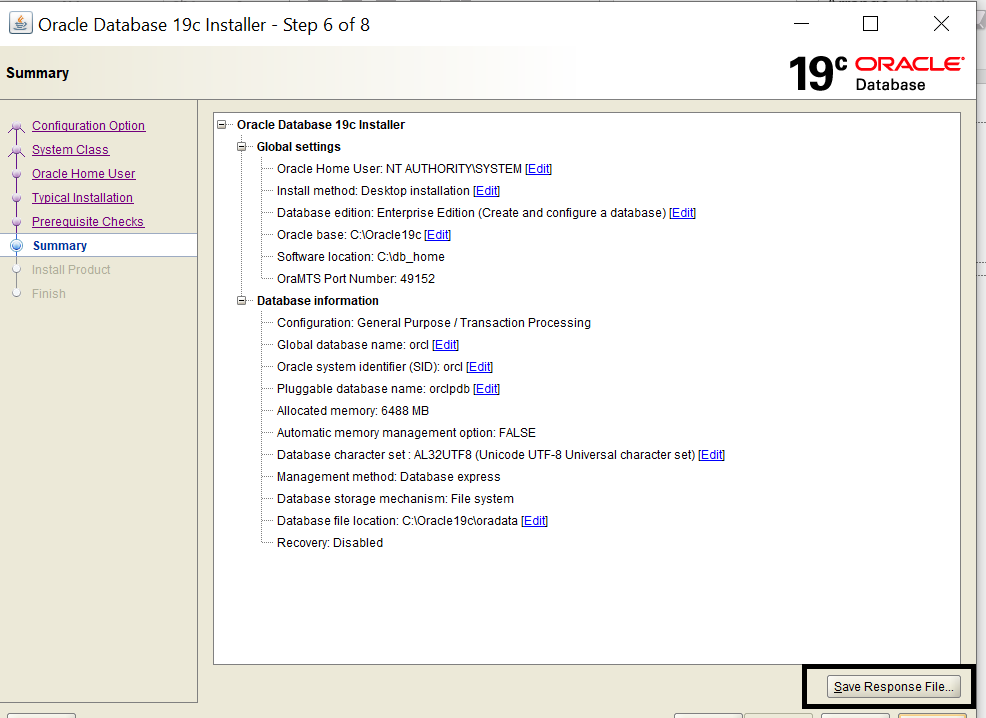 Oracle Database 19c Installer - Step 6 of 8
Summary
19c ORACLE
Database
Configuration Option
System Class
Oracle Home User
Typical Installation
Prerequisite Checks
Summary
Install Product
Finish
Oracle Database 19c Installer
Global settings
Oracle Home User: NT AUTHORITY\SYSTEM [Edit]
Install method: Desktop installation [Edit]
Database edition: Enterprise Edition (Create and configure a database) [Edit]
Oracle base: C:\Oracle19c [Edit]
Software location: C:\db_home
OraMTS Port Number: 49152
Database information
Configuration: General Purpose / Transaction Processing
Global database name: orcl [Edit]
Oracle system identifier (SID): orcl [Edit]
Pluggable database name: orclpdb [Edit]
Allocated memory: 6488 MB
Automatic memory management option: FALSE
Database character set : AL32UTF8 (Unicode UTF-8 Universal character set) [Edit]
Management method: Database express
Database storage mechanism: File system
Database file location: C:\Oracle19c\oradata [Edit]
Recovery: Disabled
Save Response File...